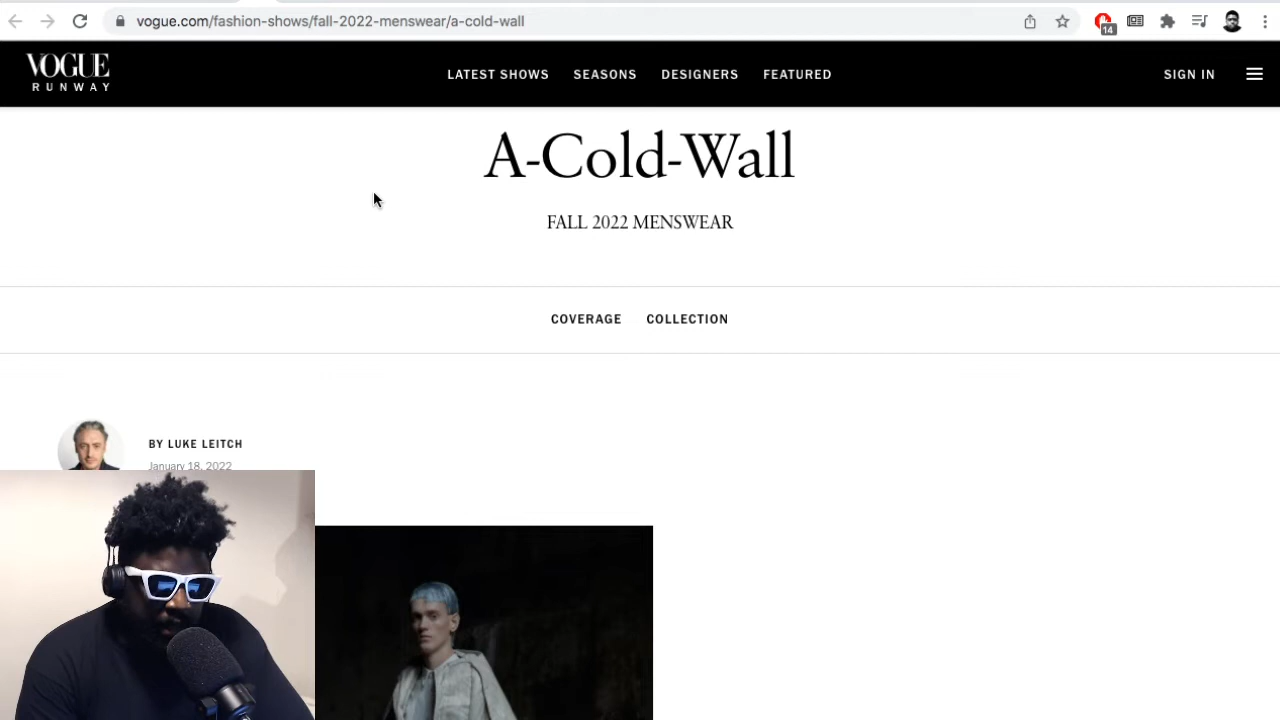 vogue.com/fashion-shows/fall-2022-menswear/a-cold-wall
14
VOGUE
RUNWAY
LATEST SHOWS SEASONS DESIGNERS FEATURED
SIGN IN
A-Cold-Wall
FALL 2022 MENSWEAR
COVERAGE COLLECTION
BY LUKE LEITCH
January 18, 2022